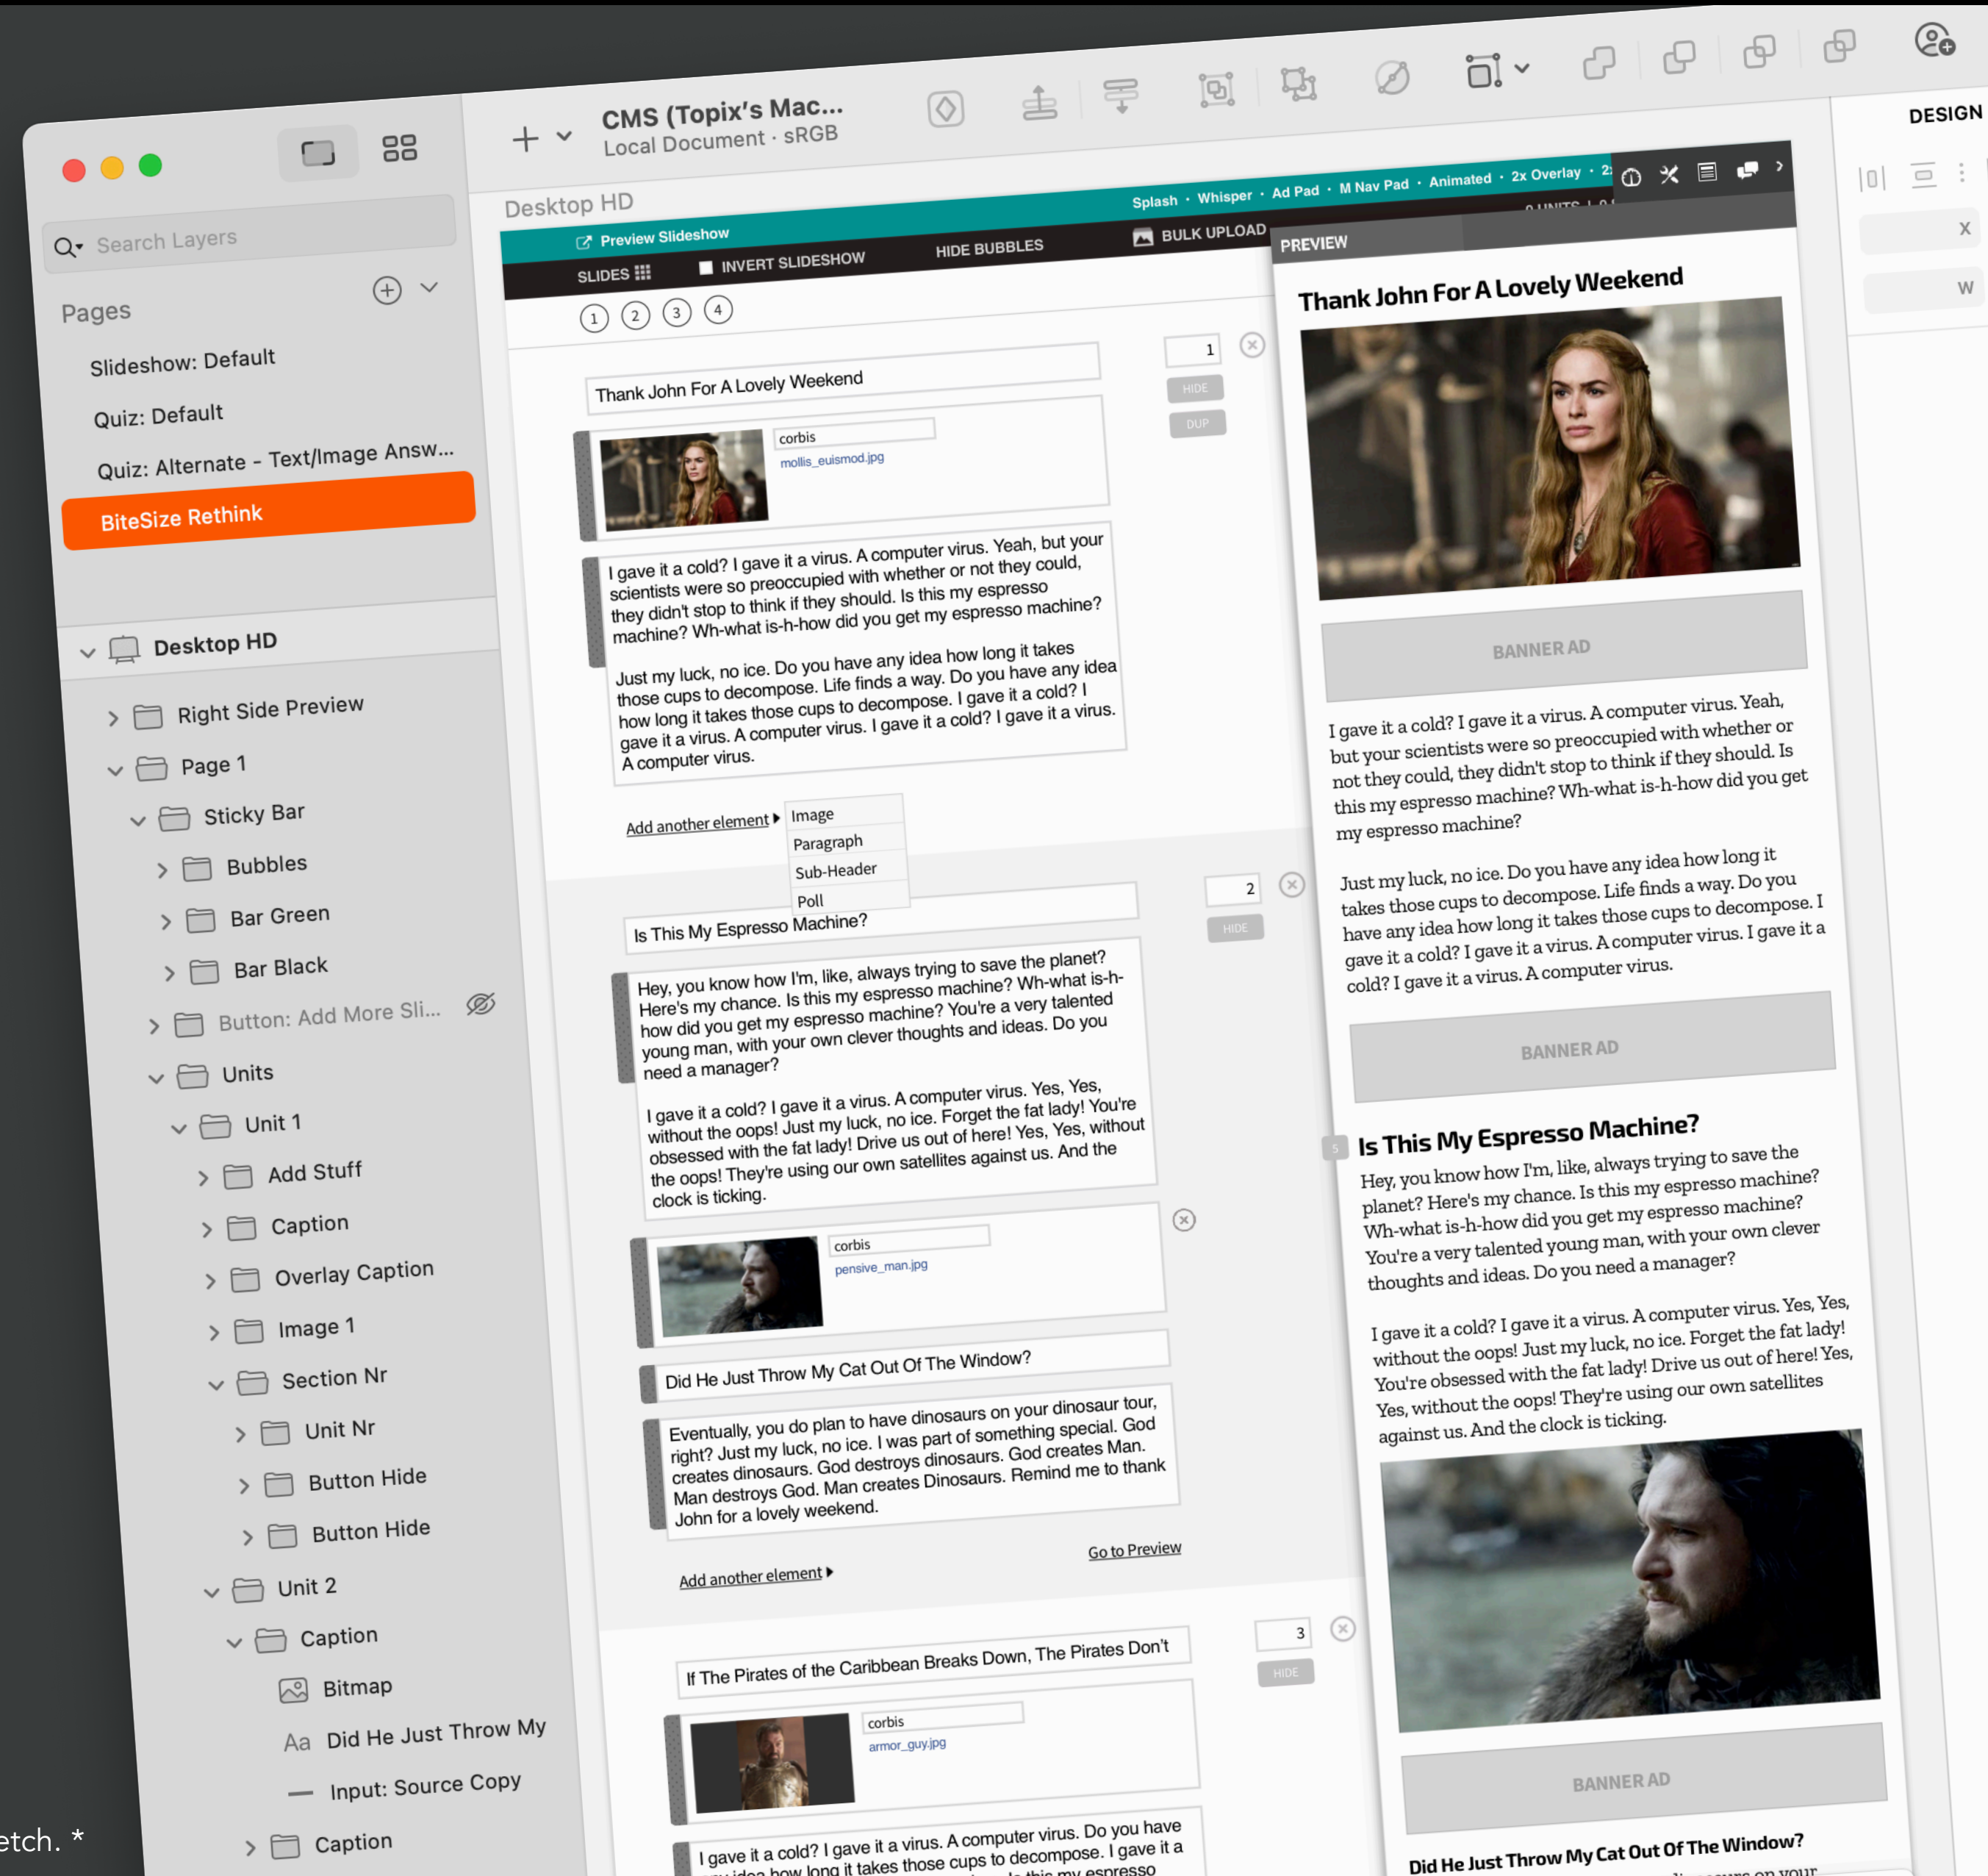 CMS (Topix's Mac...
Local Document · sRGB
DESIGN
X
W
Search Layers
Pages
Slideshow: Default
Quiz: Default
Quiz: Alternate - Text/Image Answ...
BiteSize Rethink
Desktop HD
Right Side Preview
Page 1
Sticky Bar
Bubbles
Bar Green
Bar Black
Button: Add More Sli...
Units
Unit 1
Add Stuff
Caption
Overlay Caption
Image 1
Section Nr
Unit Nr
Button Hide
Button Hide
Unit 2
Caption
Bitmap
Aa Did He Just Throw My
Input: Source Copy
Caption
etch. *
Desktop HD
Preview Slideshow
Splash · Whisper · Ad Pad · M Nav Pad · Animated · 2x Overlay ·
SLIDES
INVERT SLIDESHOW
HIDE BUBBLES
BULK UPLOAD
1 2 3 4
Thank John For A Lovely Weekend
1
HIDE
DUP
corbis
mollis_euismod.jpg
I gave it a cold? I gave it a virus. A computer virus. Yeah, but your
scientists were so preoccupied with whether or not they could,
they didn't stop to think if they should. Is this my espresso
machine? Wh-what is-h-how did you get my espresso machine?
Just my luck, no ice. Do you have any idea how long it takes
those cups to decompose. Life finds a way. Do you have any idea
how long it takes those cups to decompose. I gave it a cold? I
gave it a virus. A computer virus. I gave it a cold? I gave it a virus.
A computer virus.
Add another element
Image
Paragraph
Sub-Header
Poll
Is This My Espresso Machine?
2
HIDE
Hey, you know how I'm, like, always trying to save the planet?
Here's my chance. Is this my espresso machine? Wh-what is-h-
how did you get my espresso machine? You're a very talented
young man, with your own clever thoughts and ideas. Do you
need a manager?
I gave it a cold? I gave it a virus. A computer virus. Yes, Yes,
without the oops! Just my luck, no ice. Forget the fat lady! You're
obsessed with the fat lady! Drive us out of here! Yes, Yes, without
the oops! They're using our own satellites against us. And the
clock is ticking.
corbis
pensive_man.jpg
Did He Just Throw My Cat Out Of The Window?
Eventually, you do plan to have dinosaurs on your dinosaur tour,
right? Just my luck, no ice. I was part of something special. God
creates dinosaurs. God destroys dinosaurs. God creates Man.
Man destroys God. Man creates Dinosaurs. Remind me to thank
John for a lovely weekend.
Add another element
Go to Preview
If The Pirates of the Caribbean Breaks Down, The Pirates Don't
3
HIDE
corbis
armor_guy.jpg
I gave it a cold? I gave it a virus. A computer virus. Do you have
any idea how long it takes those cups to decompose. I gave it a
PREVIEW
Thank John For A Lovely Weekend
BANNER AD
I gave it a cold? I gave it a virus. A computer virus. Yeah,
but your scientists were so preoccupied with whether or
not they could, they didn't stop to think if they should. Is
this my espresso machine? Wh-what is-h-how did you get
my espresso machine?
Just my luck, no ice. Do you have any idea how long it
takes those cups to decompose. Life finds a way. Do you
have any idea how long it takes those cups to decompose. I
gave it a cold? I gave it a virus. A computer virus. I gave it a
cold? I gave it a virus. A computer virus.
BANNER AD
5
Is This My Espresso Machine?
Hey, you know how I'm, like, always trying to save the
planet? Here's my chance. Is this my espresso machine?
Wh-what is-h-how did you get my espresso machine?
You're a very talented young man, with your own clever
thoughts and ideas. Do you need a manager?
I gave it a cold? I gave it a virus. A computer virus. Yes, Yes,
without the oops! Just my luck, no ice. Forget the fat lady!
You're obsessed with the fat lady! Drive us out of here! Yes,
Yes, without the oops! They're using our own satellites
against us. And the clock is ticking.
BANNER AD
Did He Just Throw My Cat Out Of The Window?